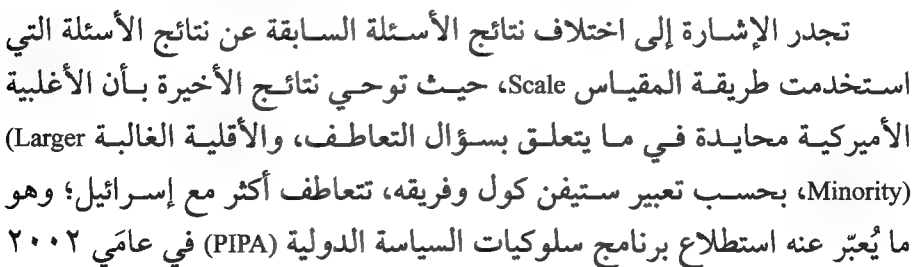 تجدر الإشارة إلى اختلاف نتائج الأسئلة السابقة عن نتائج الأسئلة التي
استخدمت طريقة المقياس Scale، حيث توحي نتائج الأخيرة بأن الأغلبية
الأميركية محايدة في ما يتعلق بسؤال التعاطف، والأقلية الغالبة (Larger
Minority)، بحسب تعبير ستيفن كول وفريقه، تتعاطف أكثر مع إسرائيل؛ وهو
ما يُعبّر عنه استطلاع برنامج سلوكيات السياسة الدولية (PIPA) في عامَي ٢٠٠٢